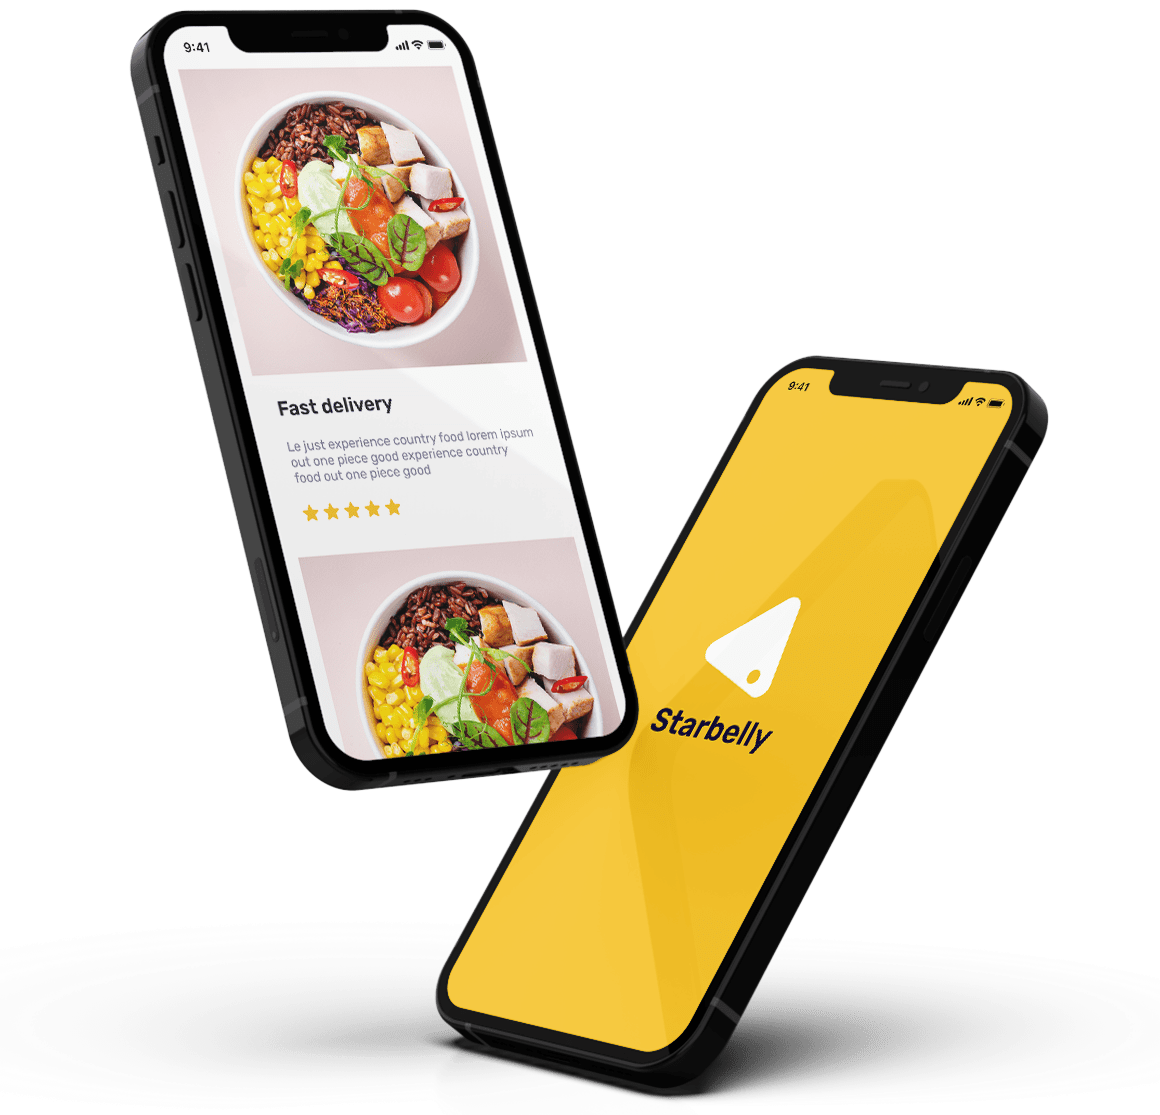 9:41
Fast delivery
Le just experience country food lorem ipsum
out one piece good experience country
food out one piece good
9:41
Starbelly